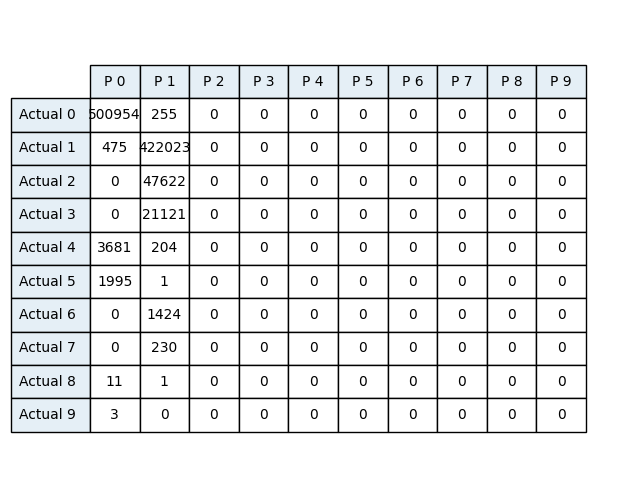 P 0 P 1 P 2 P 3 P 4 P 5 P 6 P 7 P 8 P 9
Actual 0 500954 255 0 0 0 0 0 0 0 0
Actual 1 475 422023 0 0 0 0 0 0 0 0
Actual 2 0 47622 0 0 0 0 0 0 0 0
Actual 3 0 21121 0 0 0 0 0 0 0 0
Actual 4 3681 204 0 0 0 0 0 0 0 0
Actual 5 1995 1 0 0 0 0 0 0 0 0
Actual 6 0 1424 0 0 0 0 0 0 0 0
Actual 7 0 230 0 0 0 0 0 0 0 0
Actual 8 11 1 0 0 0 0 0 0 0 0
Actual 9 3 0 0 0 0 0 0 0 0 0